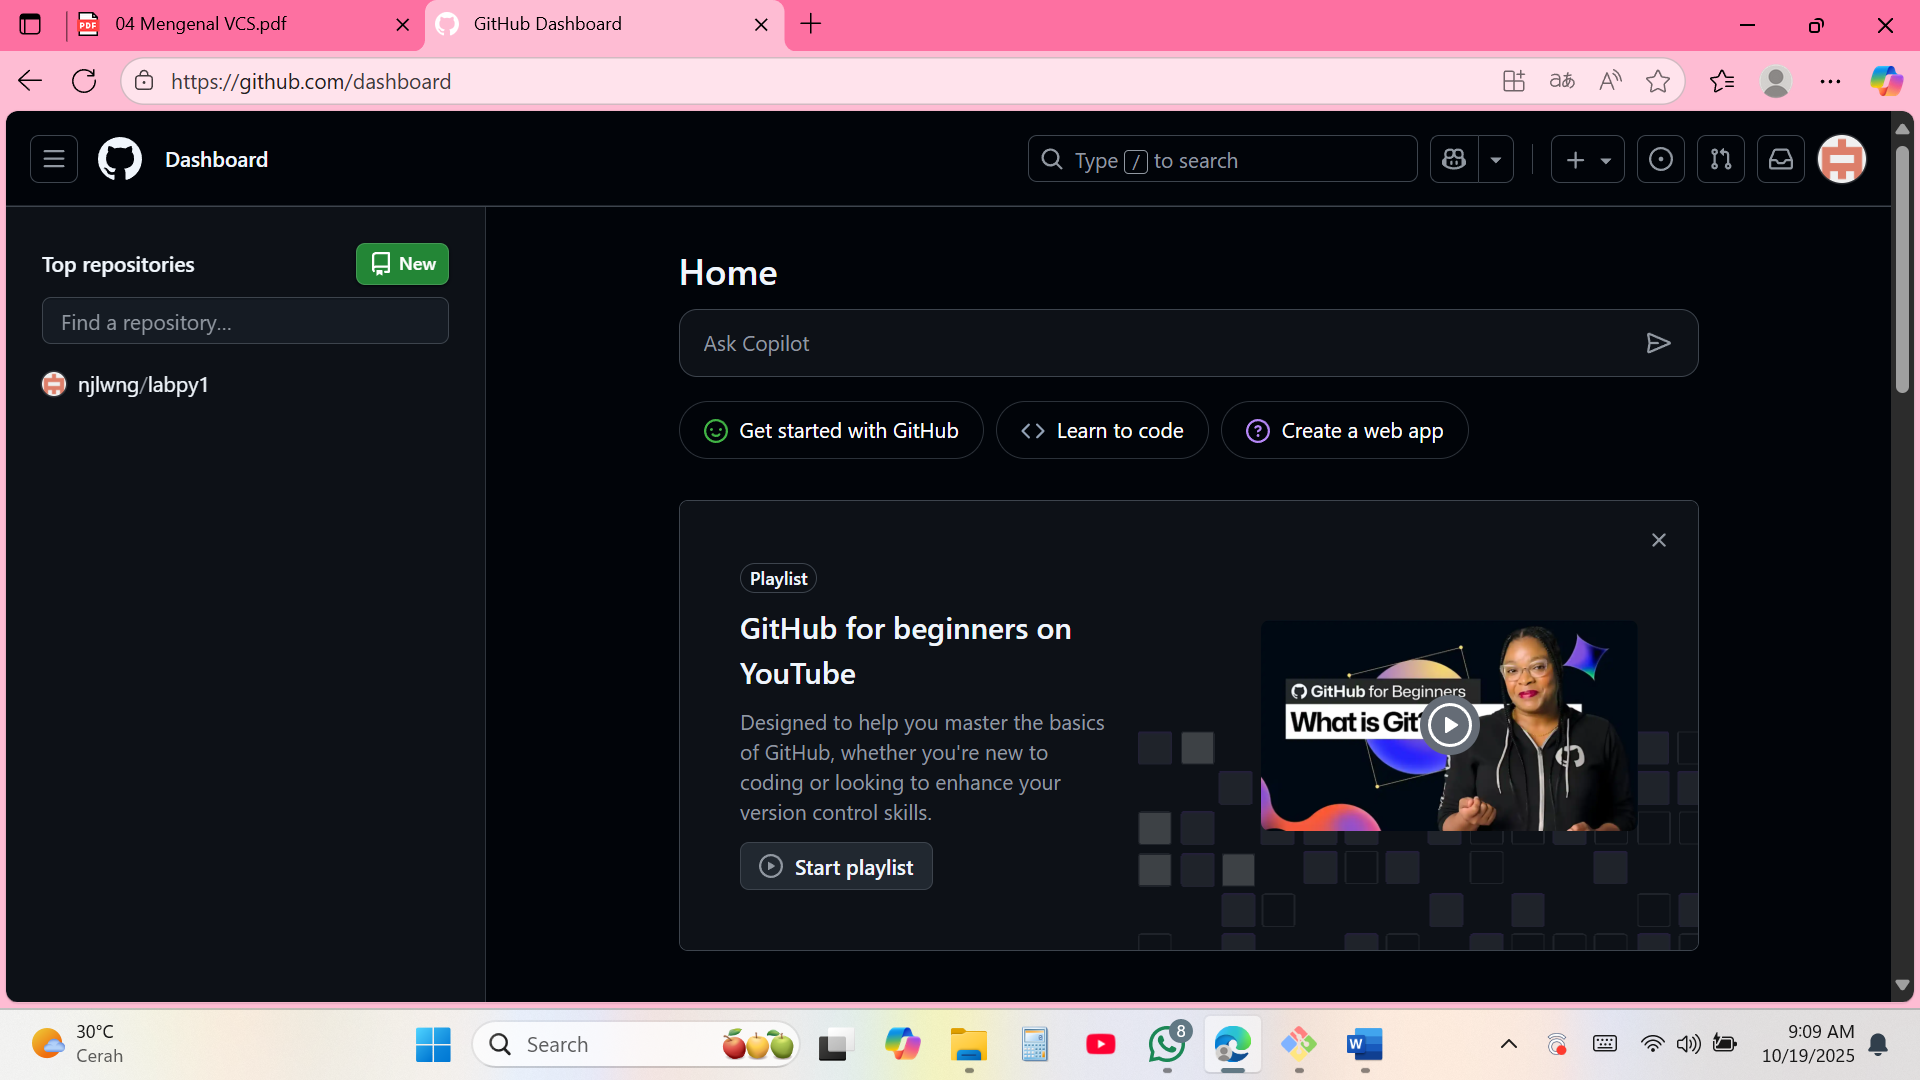 04 Mengenal VCS.pdf
GitHub Dashboard
https://github.com/dashboard
Dashboard
Type / to search
Top repositories
New
Find a repository...
njlwng/labpy1
Home
Ask Copilot
Get started with GitHub
Learn to code
Create a web app
Playlist
GitHub for beginners on
YouTube
Designed to help you master the basics
of GitHub, whether you're new to
coding or looking to enhance your
version control skills.
Start playlist
GitHub for Beginners
What is Git?
30°C
Cerah
Search
8
9:09 AM
10/19/2025